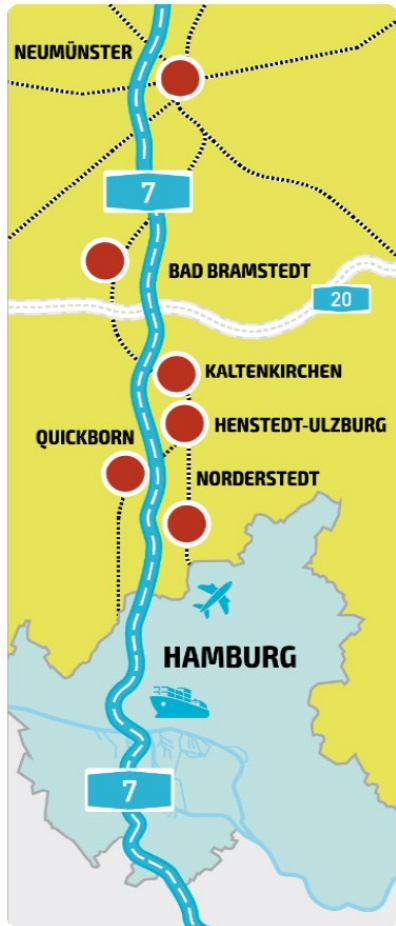 NEUMÜNSTER
7
BAD BRAMSTEDT
20
KALTENKIRCHEN
HENSTEDT-ULZBURG
QUICKBORN
NORDERSTEDT
HAMBURG
7